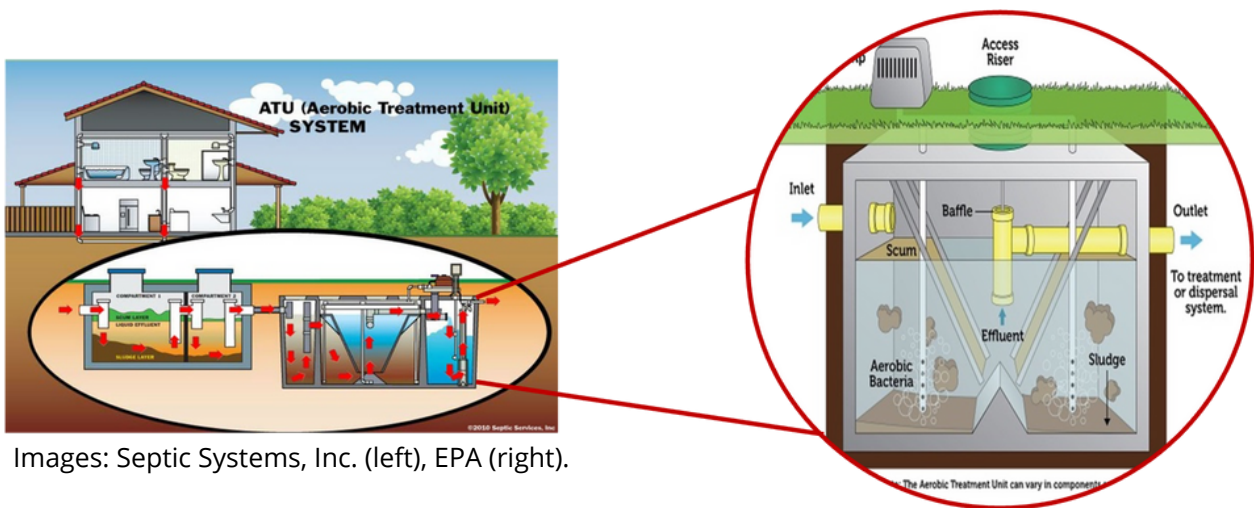 ATU (Aerobic Treatment Unit)
SYSTEM
COMPARTMENT 1
COMPARTMENT 2
SCUM LAYER
LIQUID EFFLUENT
SLUDGE LAYER
©2010 Septic Services, Inc
Images: Septic Systems, Inc. (left), EPA (right).
Access
Riser
Inlet
Baffle
Outlet
Scum
To treatment
or dispersal
system.
Effluent
Aerobic
Bacteria
Sludge
The Aerobic Treatment Unit can vary in components